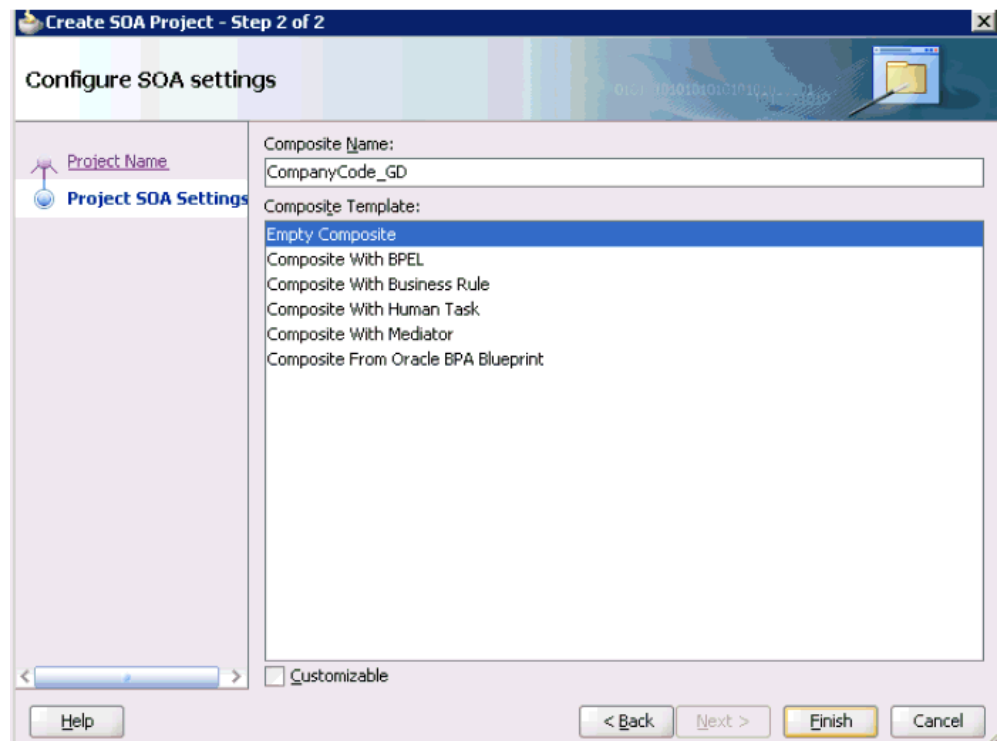 Create SOA Project - Step 2 of 2
Configure SOA settings
Project Name
Project SOA Settings
Composite Name:
CompanyCode_GD
Composite Template:
Empty Composite
Composite With BPEL
Composite With Business Rule
Composite With Human Task
Composite With Mediator
Composite From Oracle BPA Blueprint
Customizable
Help
< Back
Next >
Finish
Cancel